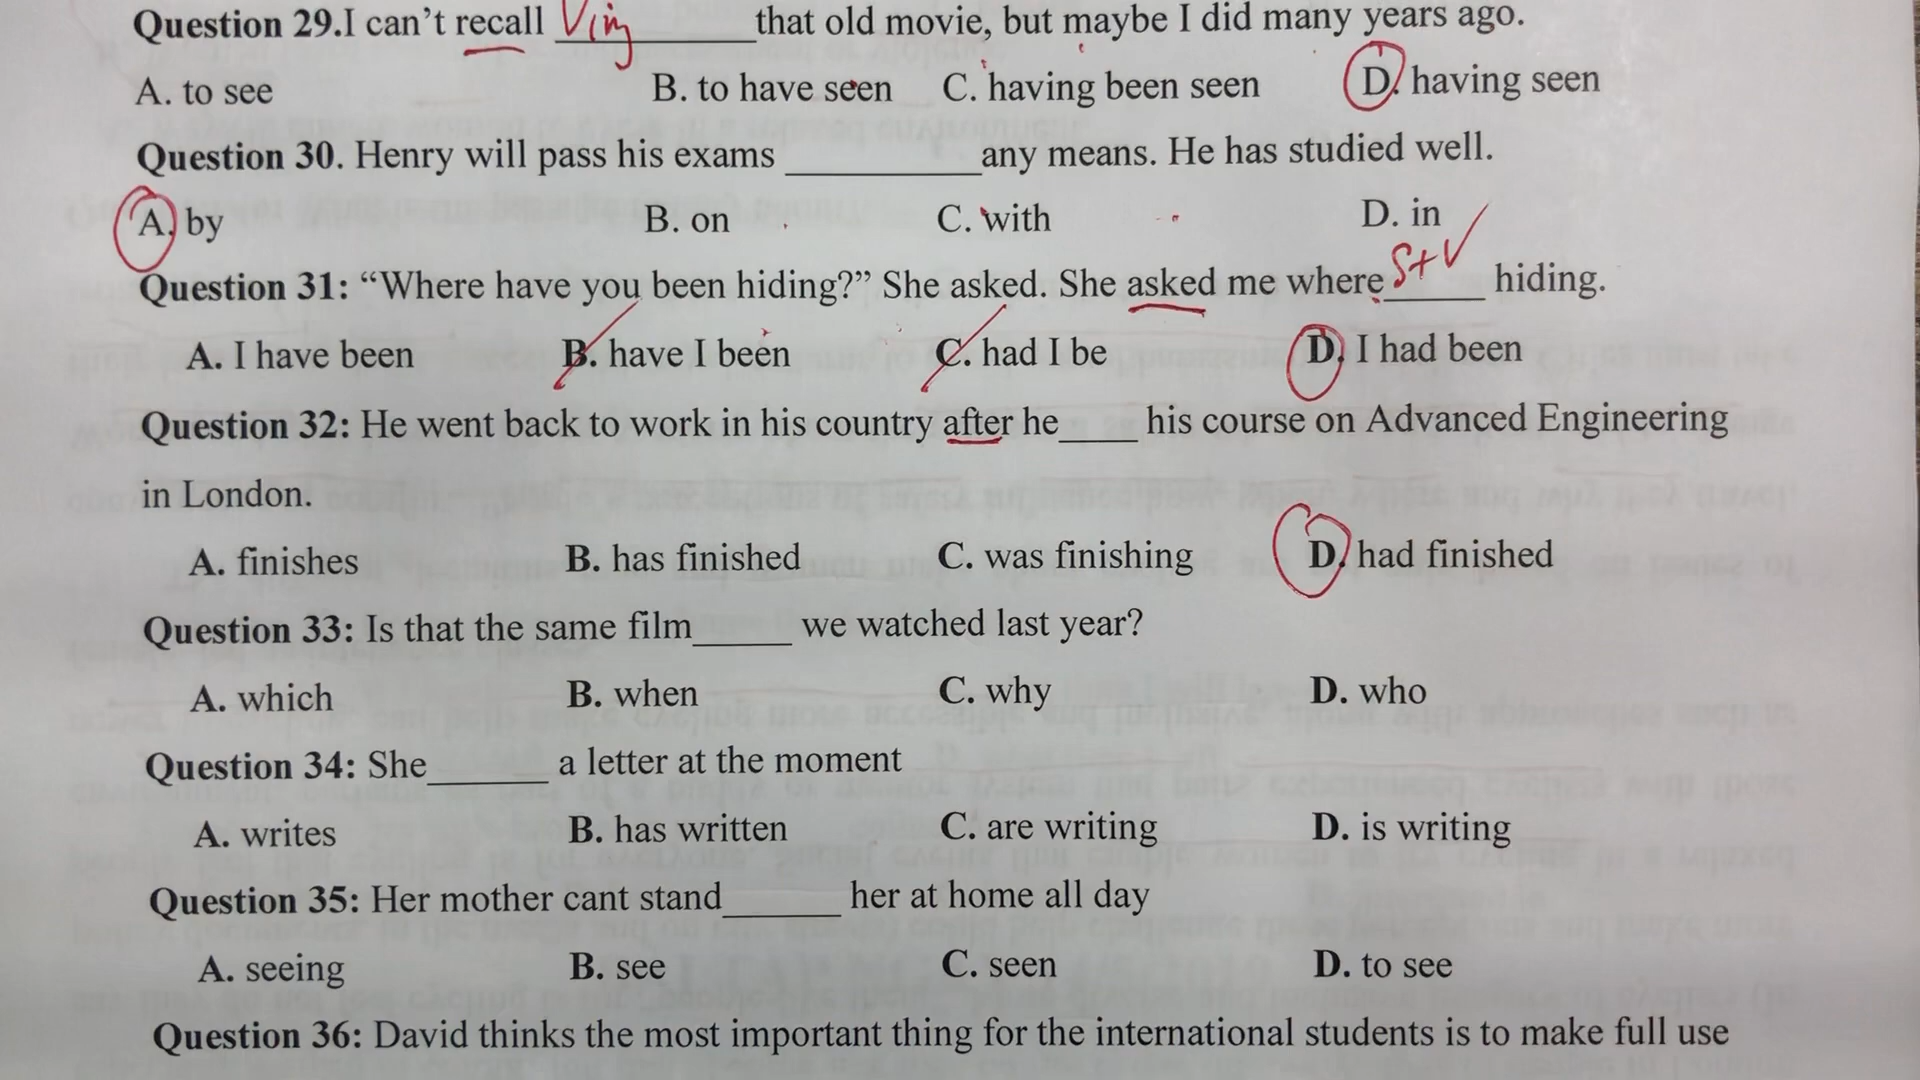 Question 29.I can't recall Ving that old movie, but maybe I did many years ago.
A. to see B. to have seen C. having been seen D. having seen
Question 30. Henry will pass his exams __________ any means. He has studied well.
A. by B. on C. with D. in
Question 31: “Where have you been hiding?” She asked. She asked me where S+V hiding.
A. I have been B. have I been C. had I be D. I had been
Question 32: He went back to work in his country after he____ his course on Advanced Engineering
in London.
A. finishes B. has finished C. was finishing D. had finished
Question 33: Is that the same film_____ we watched last year?
A. which B. when C. why D. who
Question 34: She______ a letter at the moment
A. writes B. has written C. are writing D. is writing
Question 35: Her mother cant stand______ her at home all day
A. seeing B. see C. seen D. to see
Question 36: David thinks the most important thing for the international students is to make full use